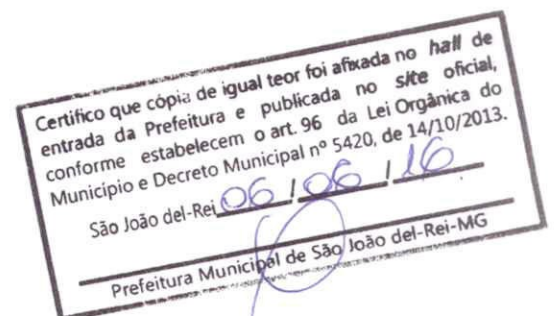 Certifico que cópia de igual teor foi afixada no hall de
entrada da Prefeitura e publicada no site oficial,
conforme estabelecem o art. 96 da Lei Orgânica do
Município e Decreto Municipal nº 5420, de 14/10/2013.
São João del-Rei 06 / 06 / 16
Prefeitura Municipal de São João del-Rei-MG